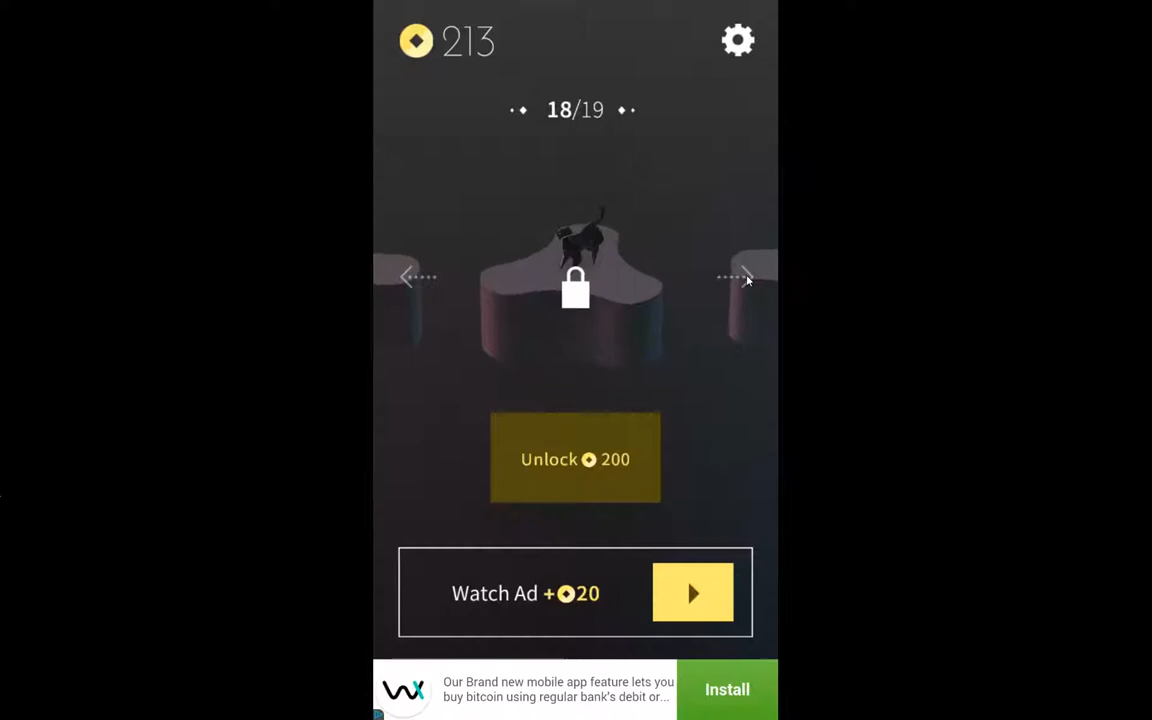 213
18/19
Unlock 200
Watch Ad +20
Our Brand new mobile app feature lets you
buy bitcoin using regular bank's debit or...
Install